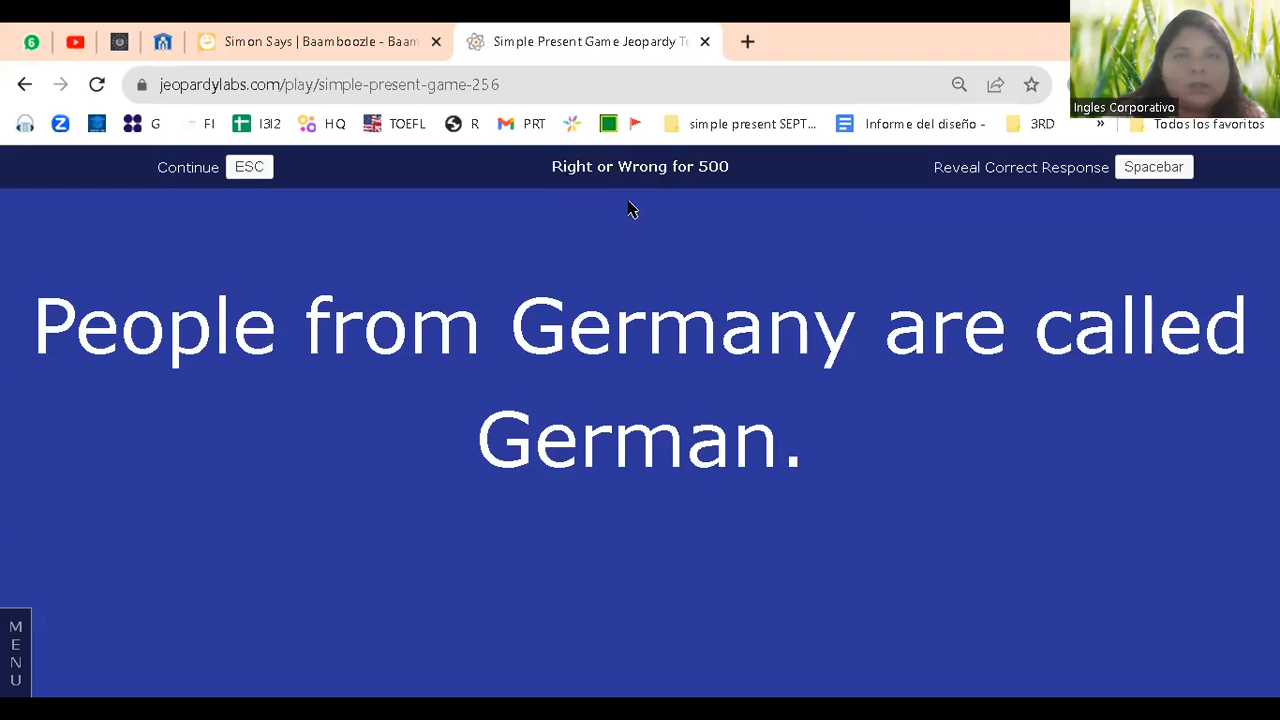 6
Simon Says | Baamboozle - Baam
Simple Present Game Jeopardy Te
jeopardylabs.com/play/simple-present-game-256
G
FI
I3I2
HQ
TOEFL
R
PRT
simple present SEPT...
Informe del diseño -
3RD
»
Todos los favoritos
Ingles Corporativo
Continue ESC
Right or Wrong for 500
Reveal Correct Response Spacebar
People from Germany are called
German.
MENU